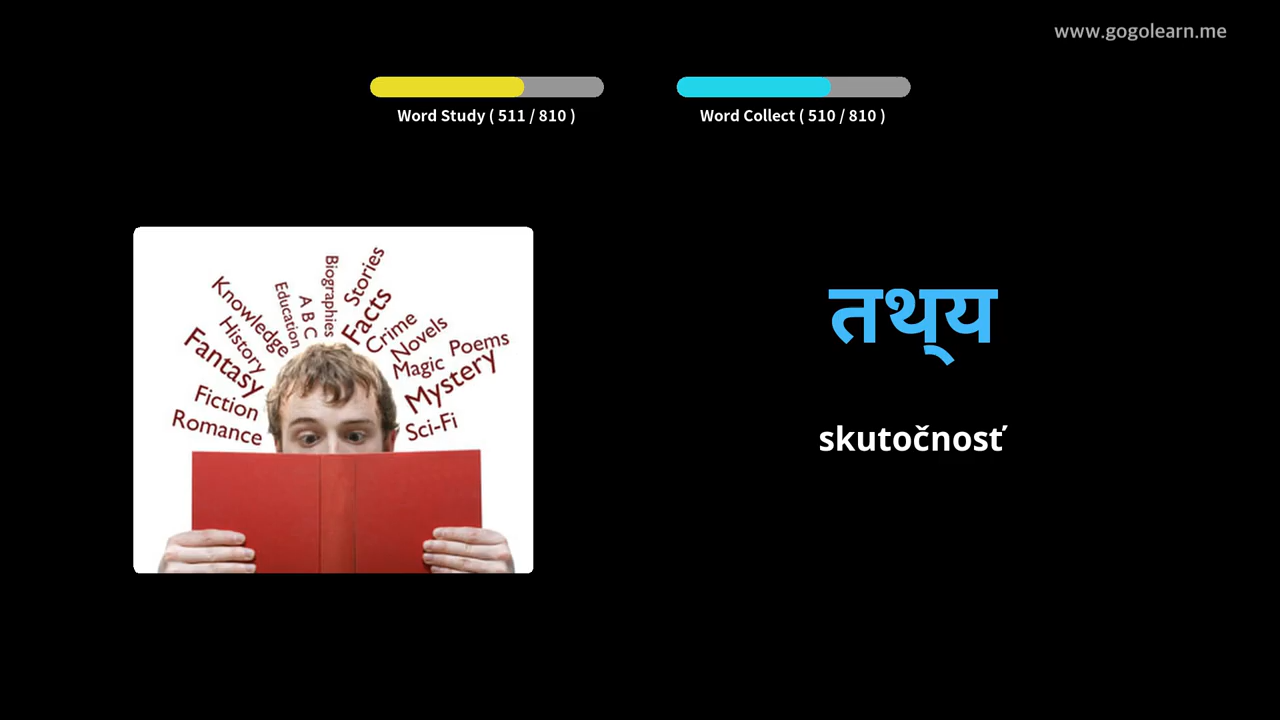 www.gogolearn.me
Word Study ( 511 / 810 )
Word Collect ( 510 / 810 )
Knowledge
Education
A B C
Biographies
Stories
Facts
History
Crime
Novels
Fantasy
Magic
Poems
Mystery
Fiction
Romance
Sci-Fi
तथ्‌य
skutočnosť